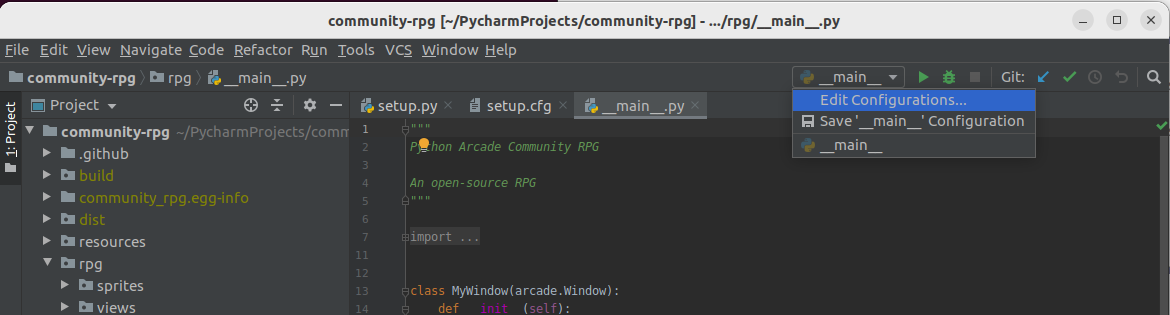 community-rpg [~/PycharmProjects/community-rpg] - .../rpg/__main__.py
File Edit View Navigate Code Refactor Run Tools VCS Window Help
community-rpg rpg __main__.py __main__ Git:
Project setup.py setup.cfg __main__.py
Edit Configurations...
Save '__main__' Configuration
__main__
1: Project
community-rpg ~/PycharmProjects/comm
.github
build
community_rpg.egg-info
dist
resources
rpg
sprites
views
1 """
2 Python Arcade Community RPG
3
4 An open-source RPG
5 """
6
7 import ...
11
12
13 class MyWindow(arcade.Window):
14 def __init__(self):